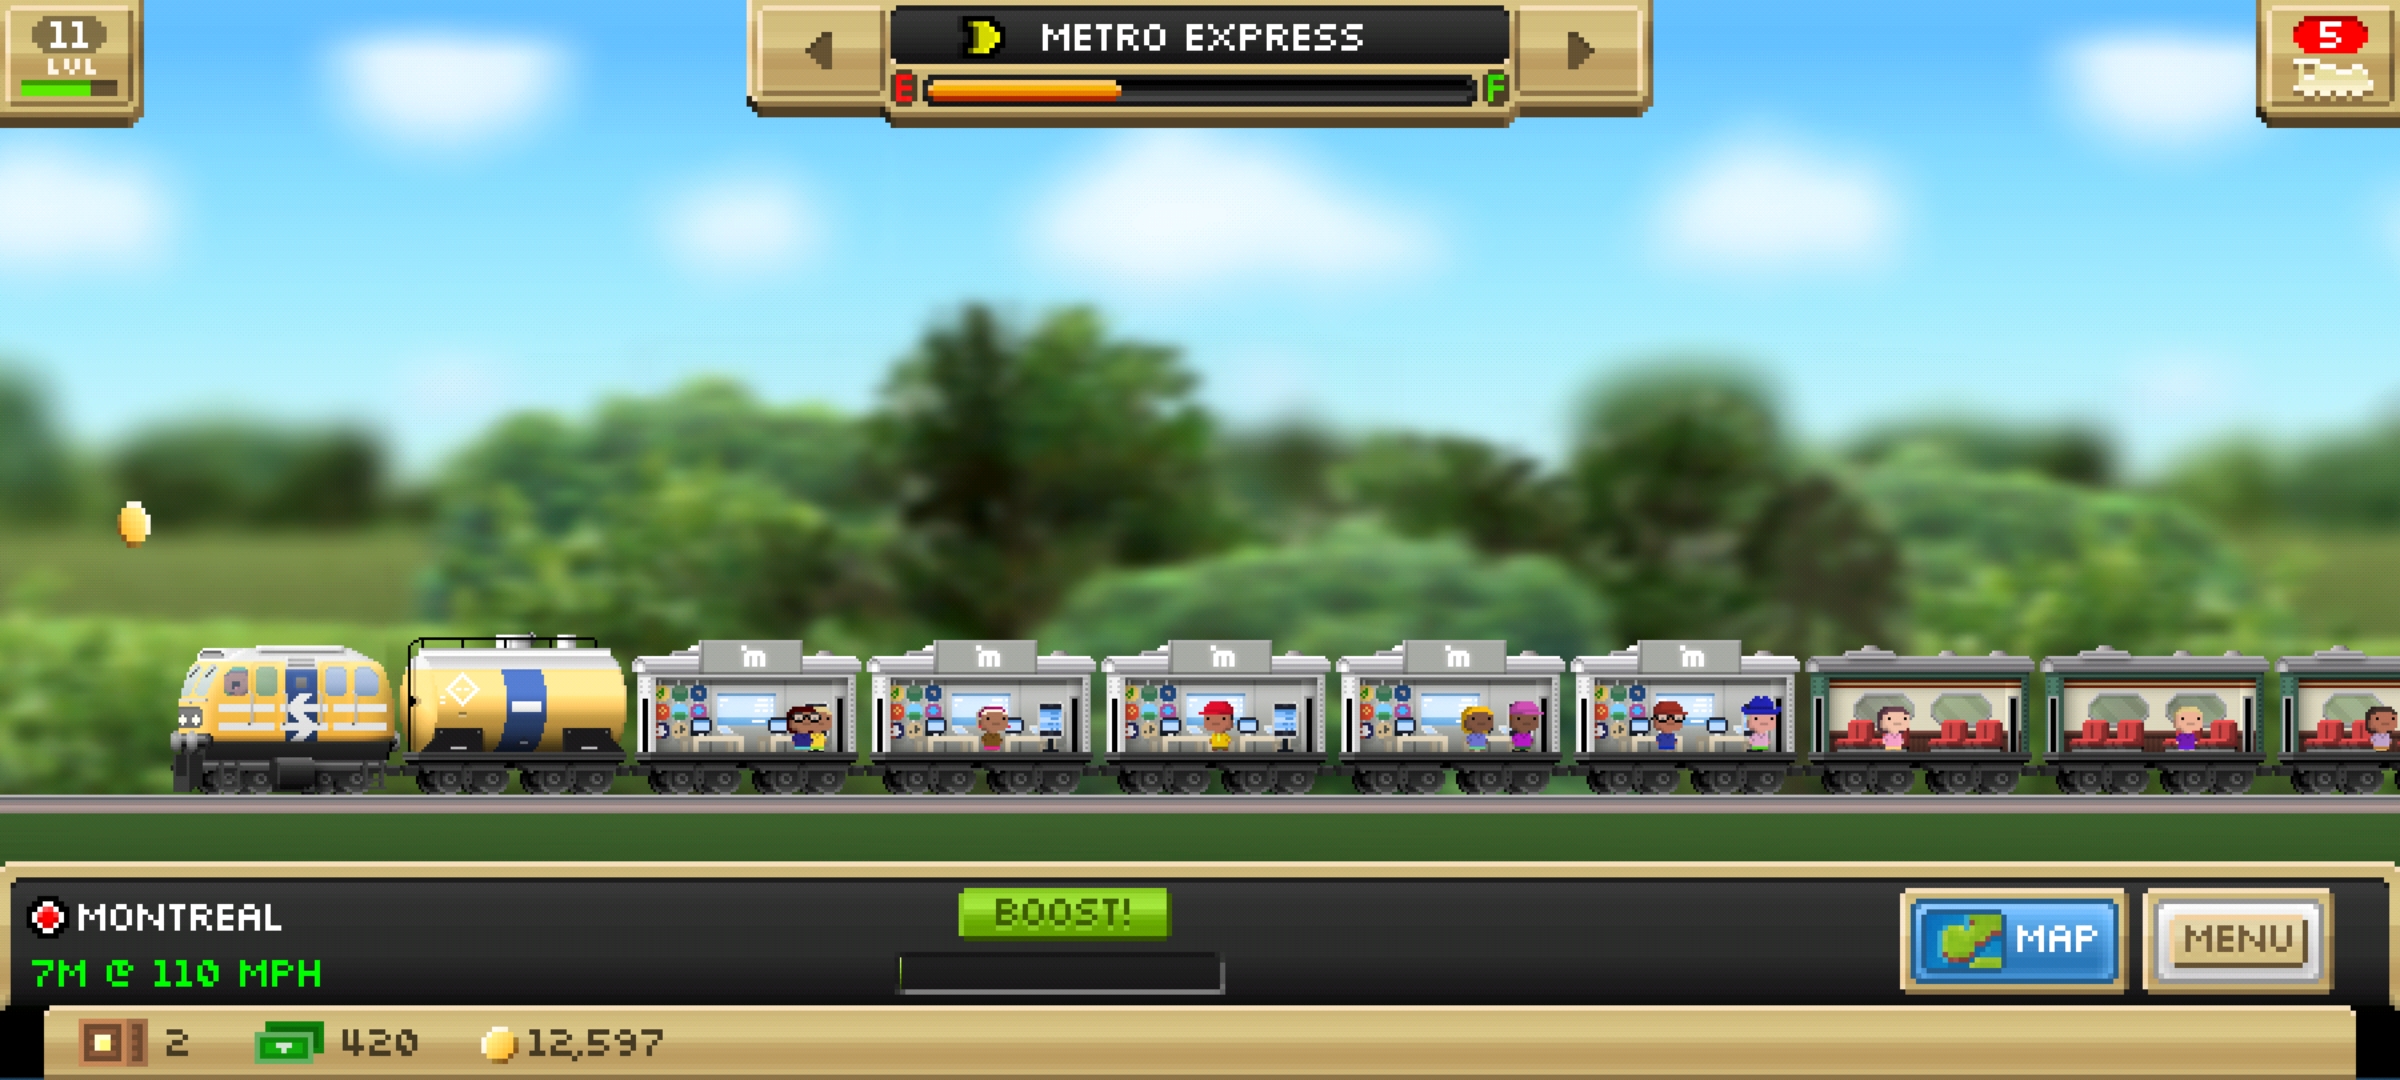 11
LVL
METRO EXPRESS
E F
5
m m m m m
MONTREAL
7M @ 110 MPH
BOOST!
MAP
MENU
2 420 12,597